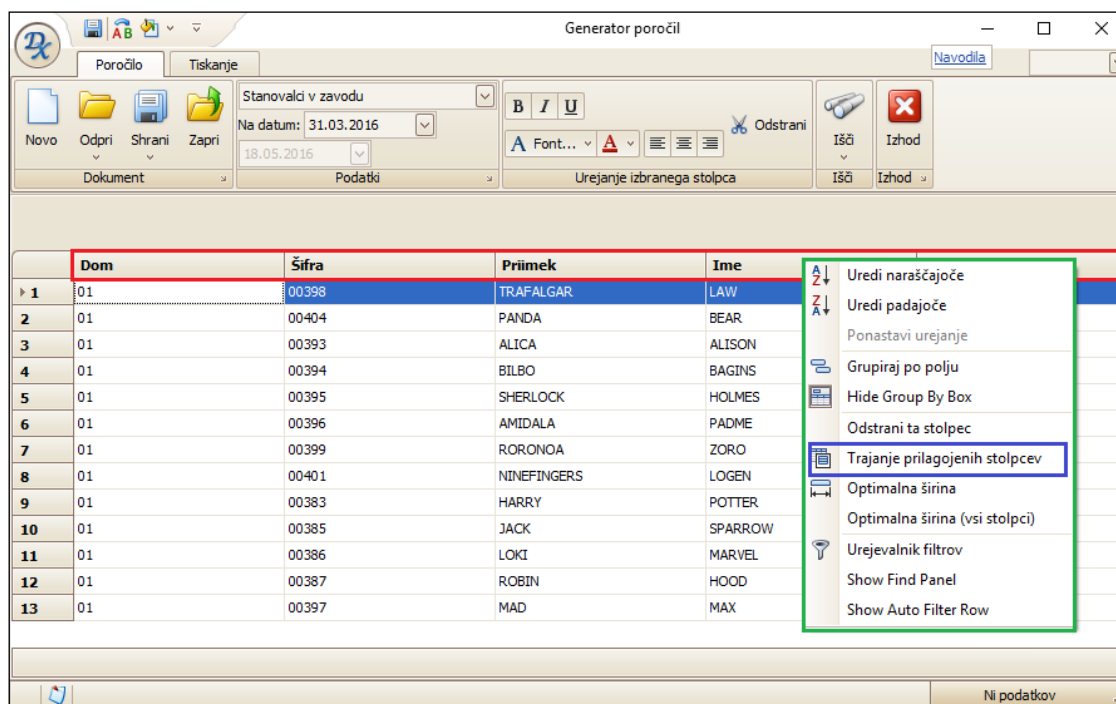 Generator poročil
Navodila
Poročilo
Tiskanje
Novo
Odpri
Shrani
Zapri
Dokument
Stanovalci v zavodu
Na datum: 31.03.2016
18.05.2016
Podatki
B I U
A Font... A
Odstrani
Urejanje izbranega stolpca
Išči
Išči
Izhod
Izhod
Dom Šifra Priimek Ime
1 01 00398 TRAFALGAR LAW
2 01 00404 PANDA BEAR
3 01 00393 ALICA ALISON
4 01 00394 BILBO BAGINS
5 01 00395 SHERLOCK HOLMES
6 01 00396 AMIDALA PADME
7 01 00399 RORONOA ZORO
8 01 00401 NINEFINGERS LOGEN
9 01 00383 HARRY POTTER
10 01 00385 JACK SPARROW
11 01 00386 LOKI MARVEL
12 01 00387 ROBIN HOOD
13 01 00397 MAD MAX
Uredi naraščajoče
Uredi padajoče
Ponastavi urejanje
Grupiraj po polju
Hide Group By Box
Odstrani ta stolpec
Trajanje prilagojenih stolpcev
Optimalna širina
Optimalna širina (vsi stolpci)
Urejevalnik filtrov
Show Find Panel
Show Auto Filter Row
Ni podatkov